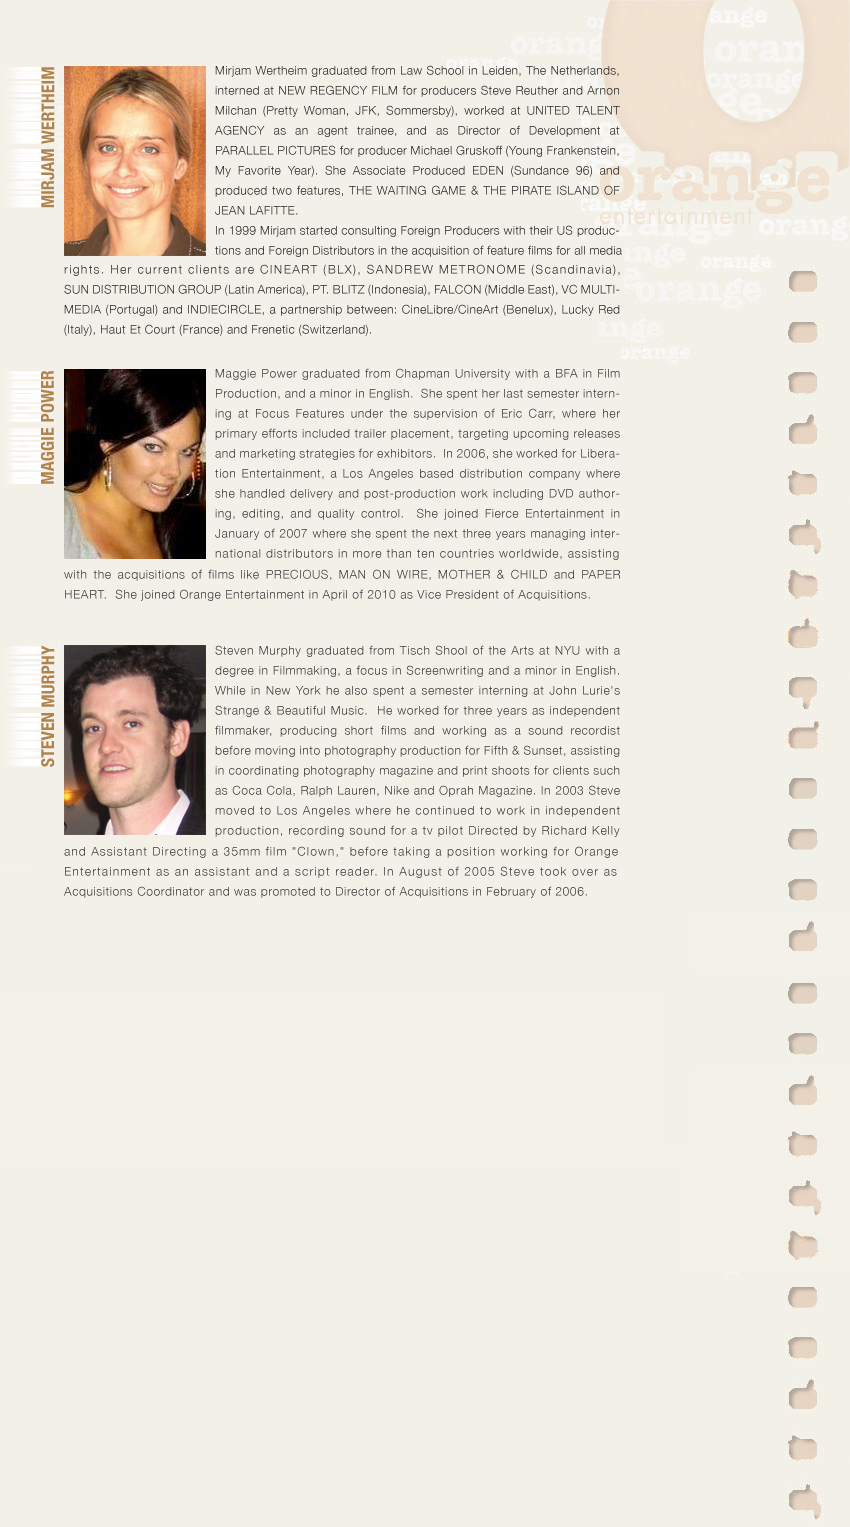 MIRJAM WERTHEIM
Mirjam Wertheim graduated from Law School in Leiden, The Netherlands,
interned at NEW REGENCY FILM for producers Steve Reuther and Arnon
Milchan (Pretty Woman, JFK, Sommersby), worked at UNITED TALENT
AGENCY as an agent trainee, and as Director of Development at
PARALLEL PICTURES for producer Michael Gruskoff (Young Frankenstein,
My Favorite Year). She Associate Produced EDEN (Sundance 96) and
produced two features, THE WAITING GAME & THE PIRATE ISLAND OF
JEAN LAFITTE.
In 1999 Mirjam started consulting Foreign Producers with their US produc-
tions and Foreign Distributors in the acquisition of feature films for all media
rights. Her current clients are CINEART (BLX), SANDREW METRONOME (Scandinavia),
SUN DISTRIBUTION GROUP (Latin America), PT. BLITZ (Indonesia), FALCON (Middle East), VC MULTI-
MEDIA (Portugal) and INDIECIRCLE, a partnership between: CineLibre/CineArt (Benelux), Lucky Red
(Italy), Haut Et Court (France) and Frenetic (Switzerland).
MAGGIE POWER
Maggie Power graduated from Chapman University with a BFA in Film
Production, and a minor in English. She spent her last semester intern-
ing at Focus Features under the supervision of Eric Carr, where her
primary efforts included trailer placement, targeting upcoming releases
and marketing strategies for exhibitors. In 2006, she worked for Libera-
tion Entertainment, a Los Angeles based distribution company where
she handled delivery and post-production work including DVD author-
ing, editing, and quality control. She joined Fierce Entertainment in
January of 2007 where she spent the next three years managing inter-
national distributors in more than ten countries worldwide, assisting
with the acquisitions of films like PRECIOUS, MAN ON WIRE, MOTHER & CHILD and PAPER
HEART. She joined Orange Entertainment in April of 2010 as Vice President of Acquisitions.
STEVEN MURPHY
Steven Murphy graduated from Tisch Shool of the Arts at NYU with a
degree in Filmmaking, a focus in Screenwriting and a minor in English.
While in New York he also spent a semester interning at John Lurie's
Strange & Beautiful Music. He worked for three years as independent
filmmaker, producing short films and working as a sound recordist
before moving into photography production for Fifth & Sunset, assisting
in coordinating photography magazine and print shoots for clients such
as Coca Cola, Ralph Lauren, Nike and Oprah Magazine. In 2003 Steve
moved to Los Angeles where he continued to work in independent
production, recording sound for a tv pilot Directed by Richard Kelly
and Assistant Directing a 35mm film "Clown," before taking a position working for Orange
Entertainment as an assistant and a script reader. In August of 2005 Steve took over as
Acquisitions Coordinator and was promoted to Director of Acquisitions in February of 2006.
orange
entertainment
orange
orange
orange